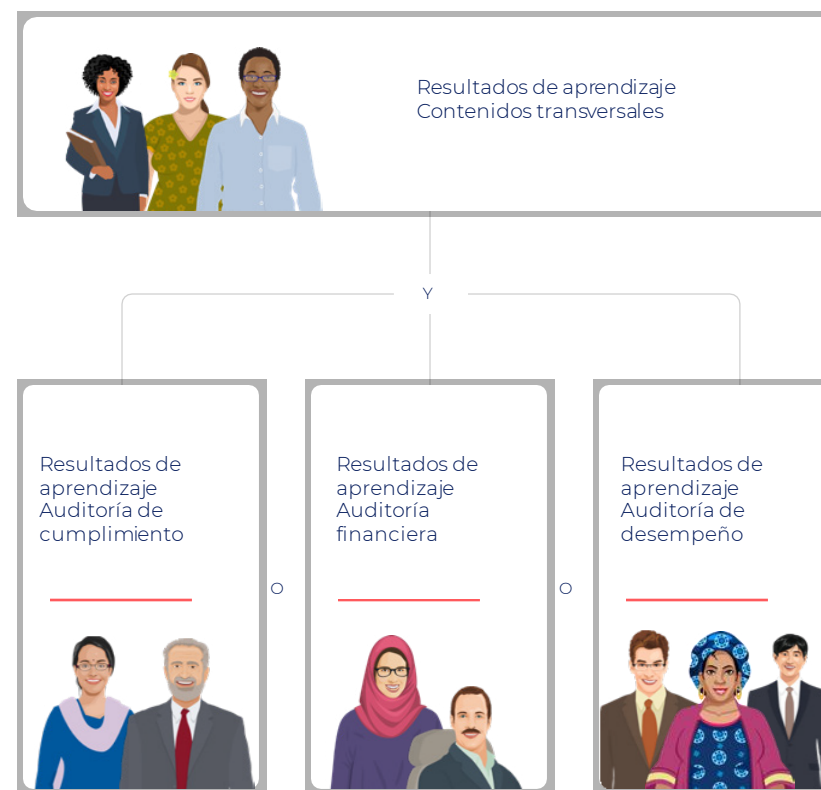 Resultados de aprendizaje
Contenidos transversales
Y
Resultados de
aprendizaje
Auditoría de
cumplimiento
O
Resultados de
aprendizaje
Auditoría
financiera
O
Resultados de
aprendizaje
Auditoría de
desempeño